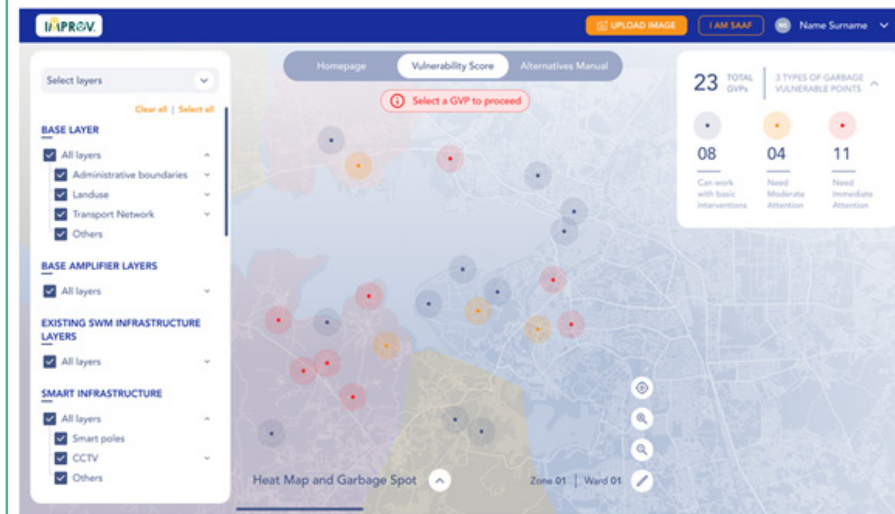 IMPROV.
UPLOAD IMAGE
I AM SAAF
NS
Name Surname
Select layers
Clear all | Select all
BASE LAYER
All layers
Administrative boundaries
Landuse
Transport Network
Others
BASE AMPLIFIER LAYERS
All layers
EXISTING SWM INFRASTRUCTURE
LAYERS
All layers
SMART INFRASTRUCTURE
All layers
Smart poles
CCTV
Others
Homepage
Vulnerability Score
Alternatives Manual
Select a GVP to proceed
23 TOTAL
GVPs
3 TYPES OF GARBAGE
VULNERABLE POINTS
08
Can work
with basic
interventions
04
Need
Moderate
Attention
11
Need
Immediate
Attention
Heat Map and Garbage Spot
Zone 01 | Ward 01